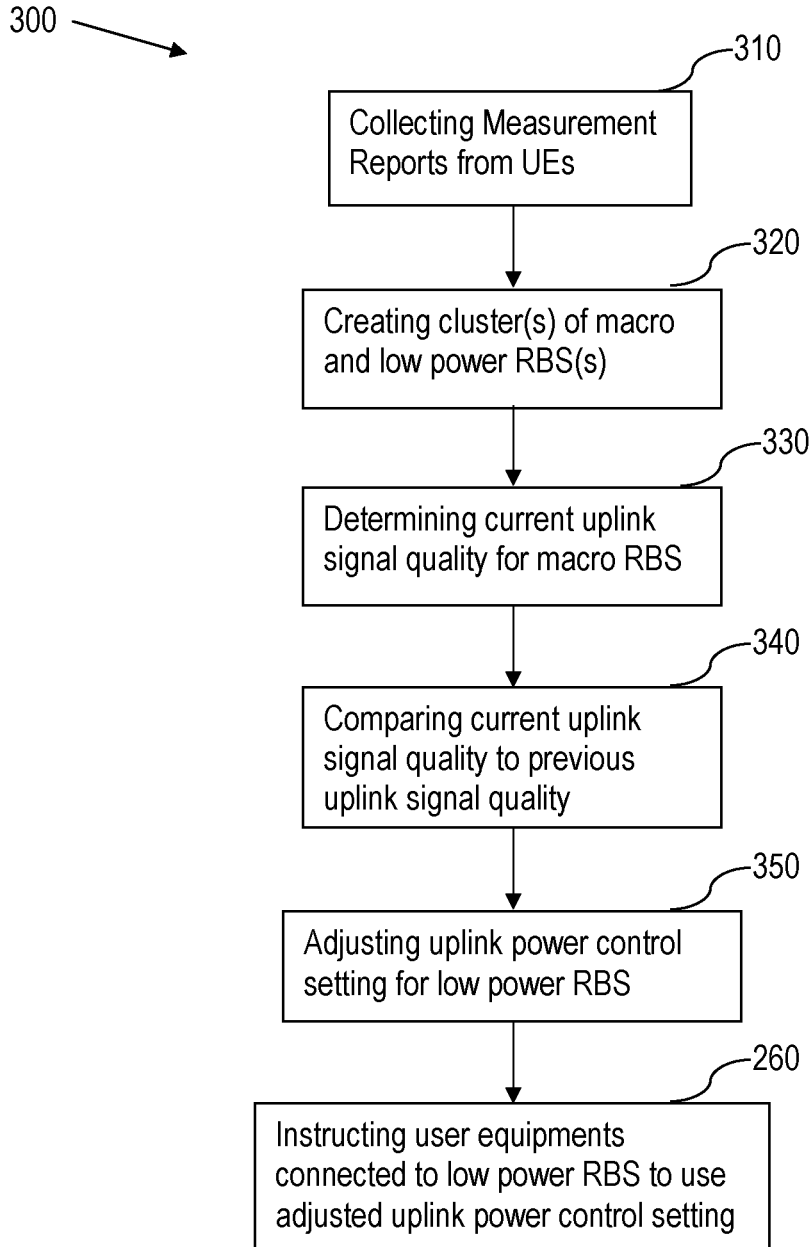 300
310
Collecting Measurement
Reports from UEs
320
Creating cluster(s) of macro
and low power RBS(s)
330
Determining current uplink
signal quality for macro RBS
340
Comparing current uplink
signal quality to previous
uplink signal quality
350
Adjusting uplink power control
setting for low power RBS
260
Instructing user equipments
connected to low power RBS to use
adjusted uplink power control setting